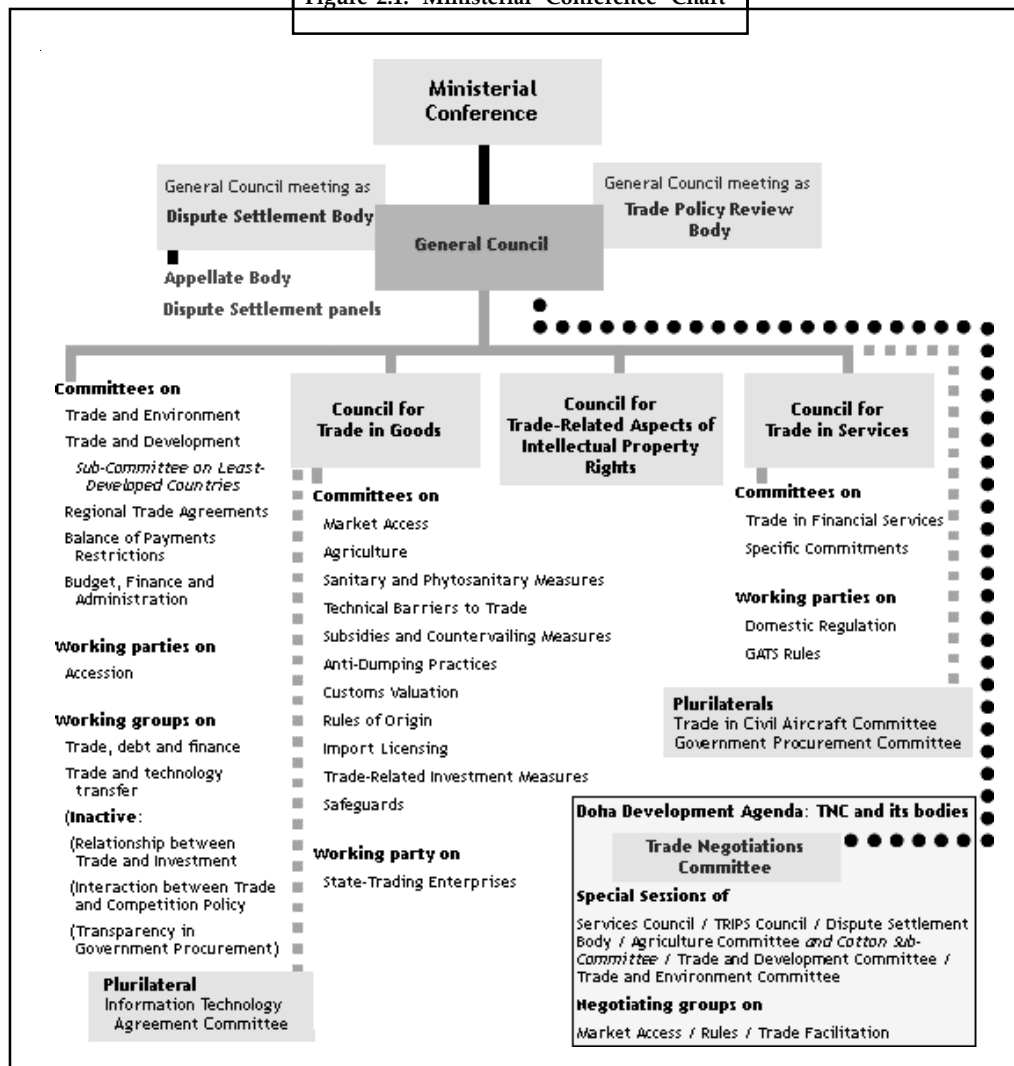 Figure 2.1: Ministerial Conference Chart
Ministerial
Conference
General Council meeting as
Dispute Settlement Body
General Council meeting as
Trade Policy Review
Body
General Council
Appellate Body
Dispute Settlement panels
Committees on
Trade and Environment
Trade and Development
Sub-Committee on Least-
Developed Countries
Regional Trade Agreements
Balance of Payments
Restrictions
Budget, Finance and
Administration
Working parties on
Accession
Working groups on
Trade, debt and finance
Trade and technology
transfer
(Inactive:
(Relationship between
Trade and Investment
(Interaction between Trade
and Competition Policy
(Transparency in
Government Procurement)
Plurilateral
Information Technology
Agreement Committee
Council for
Trade in Goods
Committees on
Market Access
Agriculture
Sanitary and Phytosanitary Measures
Technical Barriers to Trade
Subsidies and Countervailing Measures
Anti-Dumping Practices
Customs Valuation
Rules of Origin
Import Licensing
Trade-Related Investment Measures
Safeguards
Working party on
State-Trading Enterprises
Council for
Trade-Related Aspects of
Intellectual Property
Rights
Council for
Trade in Services
Committees on
Trade in Financial Services
Specific Commitments
Working parties on
Domestic Regulation
GATS Rules
Plurilaterals
Trade in Civil Aircraft Committee
Government Procurement Committee
Doha Development Agenda: TNC and its bodies
Trade Negotiations
Committee
Special Sessions of
Services Council / TRIPS Council / Dispute Settlement
Body / Agriculture Committee and Cotton Sub-
Committee / Trade and Development Committee /
Trade and Environment Committee
Negotiating groups on
Market Access / Rules / Trade Facilitation